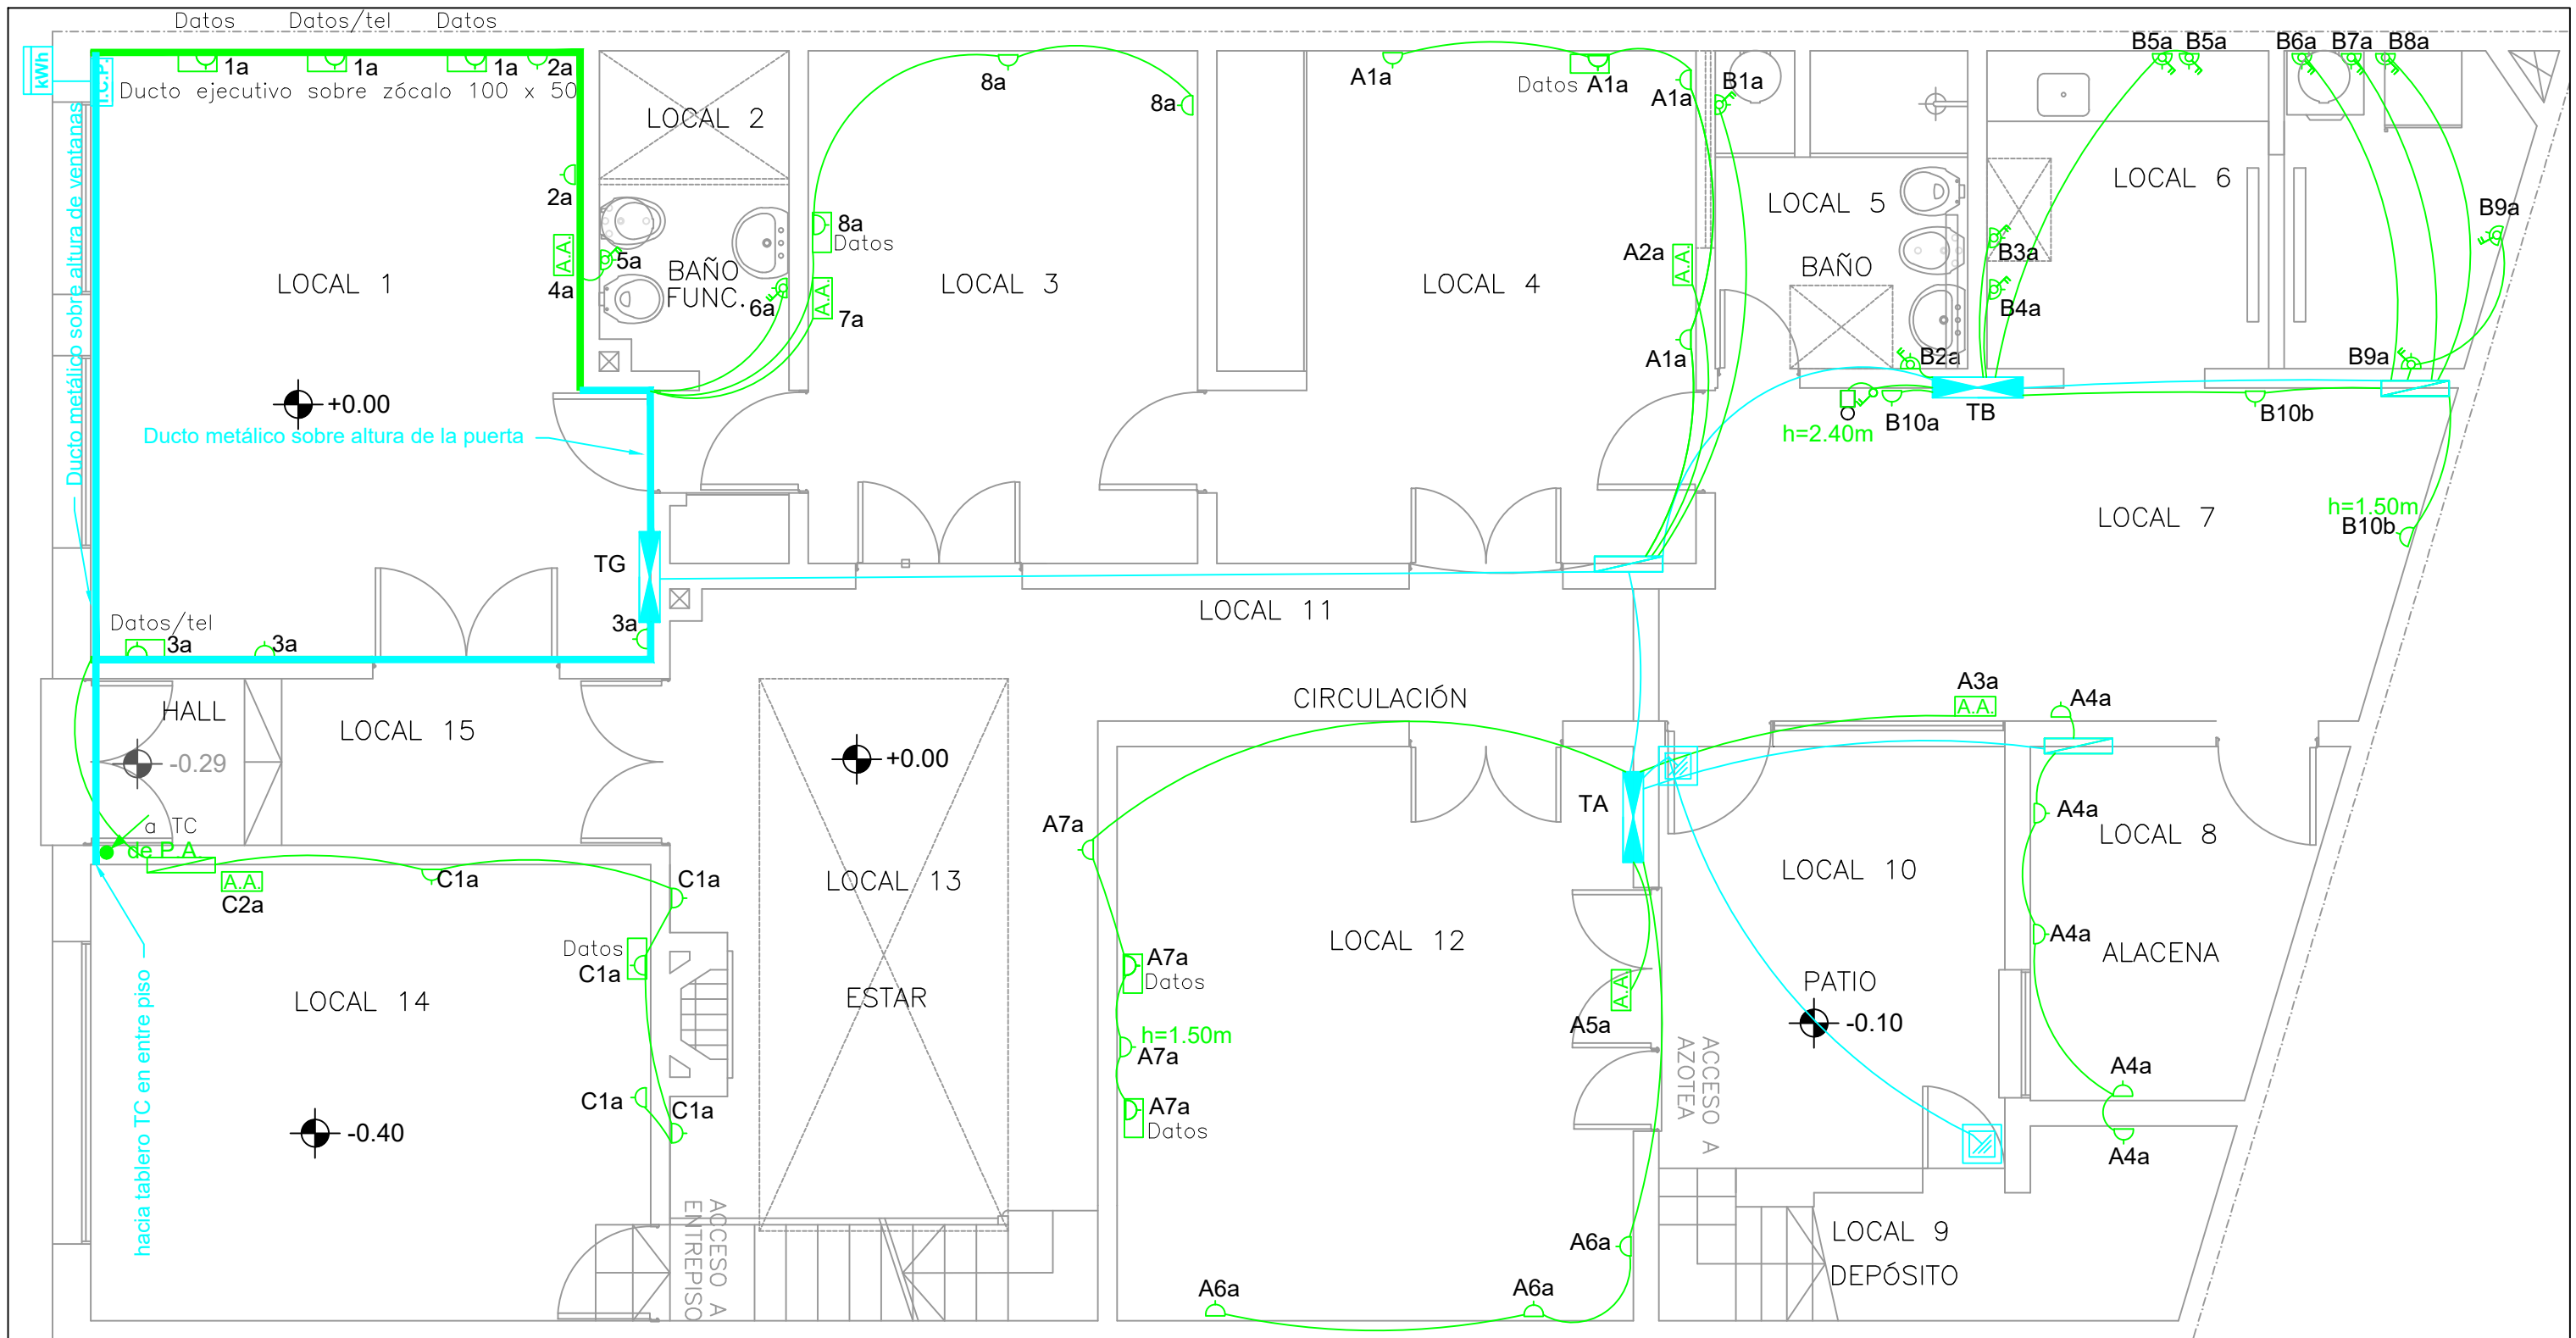 Datos
Datos/tel
Datos
kWh
I.C.P.
1a
1a
1a
2a
Ducto ejecutivo sobre zócalo 100 x 50
Ducto metálico sobre altura de ventanas
2a
A.A.
4a
LOCAL 1
+0.00
Ducto metálico sobre altura de la puerta
TG
3a
Datos/tel
3a
3a
LOCAL 2
5a
BAÑO
FUNC.
6a
8a
8a
8a
Datos
A.A.
7a
LOCAL 3
A1a
Datos
A1a
A1a
A2a
A.A.
LOCAL 4
A1a
B1a
LOCAL 5
BAÑO
B2a
B10a
h=2.40m
TB
B5a
B5a
LOCAL 6
B3a
B4a
B6a
B7a
B8a
B9a
B9a
B10b
h=1.50m
B10b
LOCAL 7
LOCAL 11
CIRCULACIÓN
HALL
-0.29
LOCAL 15
a TC
de P.A.
+0.00
A.A.
C2a
C1a
C1a
Datos
C1a
C1a
C1a
LOCAL 14
-0.40
hacia tablero TC en entre piso
LOCAL 13
ESTAR
ACCESO A
ENTREPISO
A7a
A7a
Datos
h=1.50m
A7a
A7a
Datos
LOCAL 12
TA
A.A.
A5a
A6a
A6a
A6a
A3a
A.A.
A4a
A4a
LOCAL 8
A4a
ALACENA
A4a
A4a
LOCAL 10
PATIO
-0.10
ACCESO A
AZOTEA
LOCAL 9
DEPÓSITO